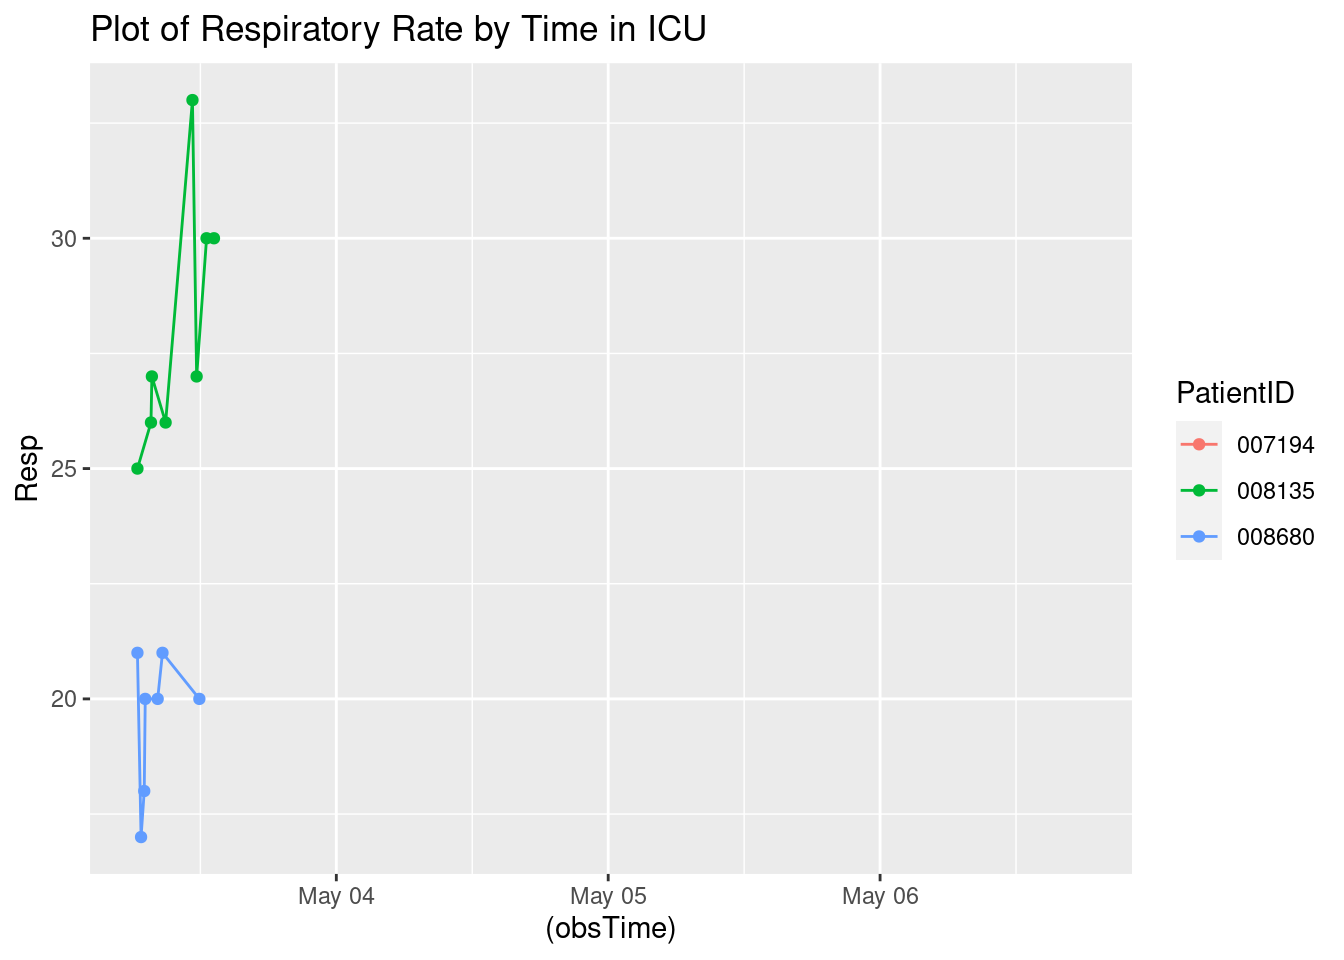 Plot of Respiratory Rate by Time in ICU
Resp
30
25
20
May 04 May 05 May 06
(obsTime)
PatientID
007194
008135
008680